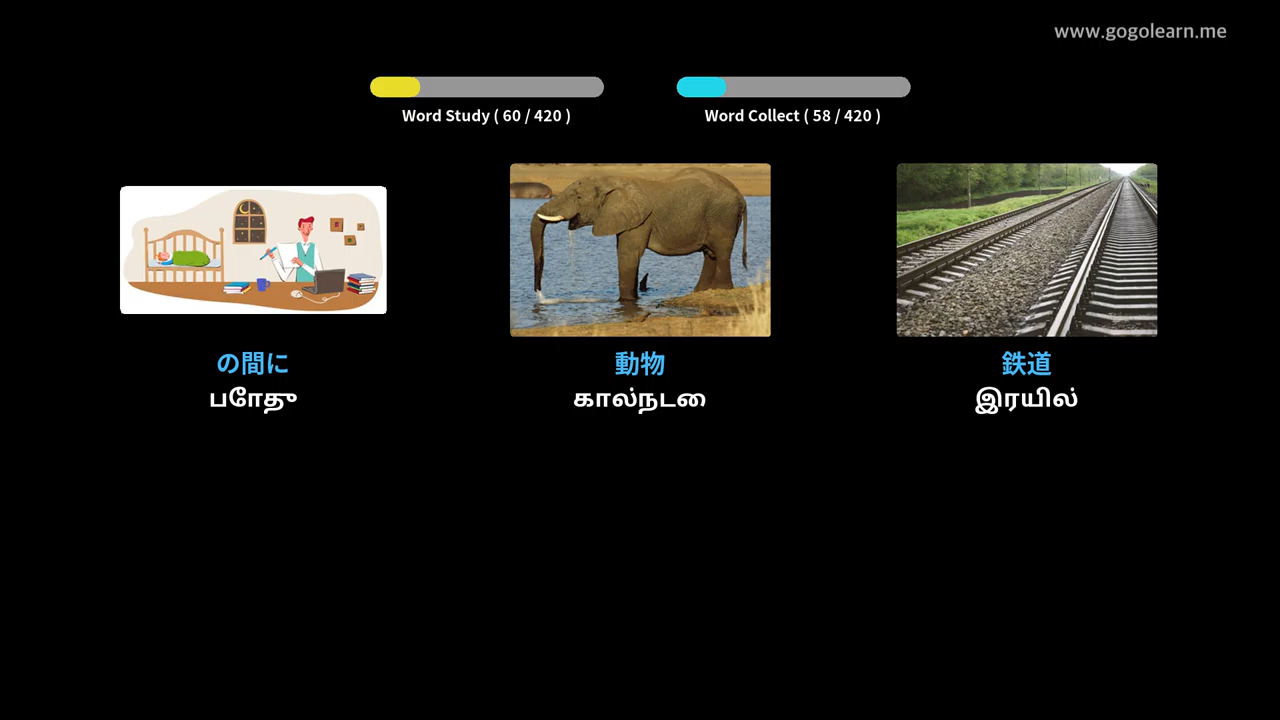 www.gogolearn.me
Word Study ( 60 / 420 )
Word Collect ( 58 / 420 )
の間に
動物
鉄道
போது
கால்நடை
இரயில்